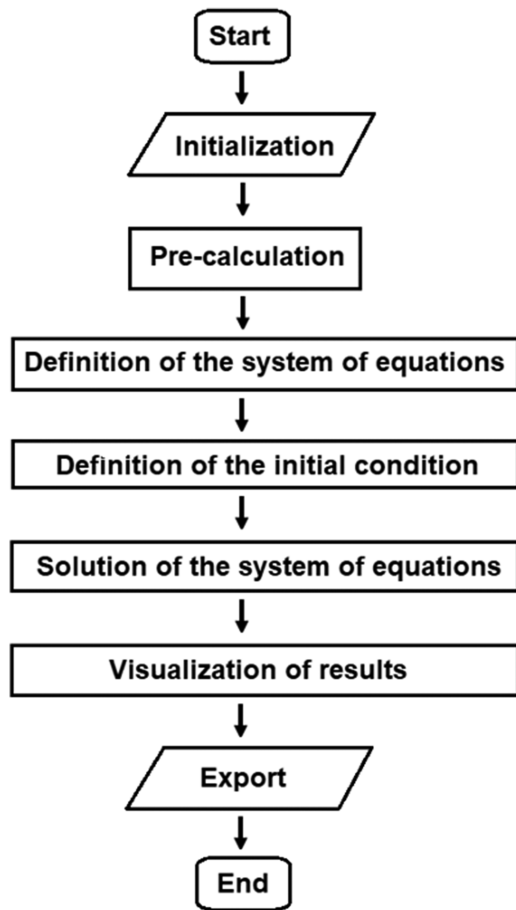 Start
Initialization
Pre-calculation
Definition of the system of equations
Definition of the initial condition
Solution of the system of equations
Visualization of results
Export
End